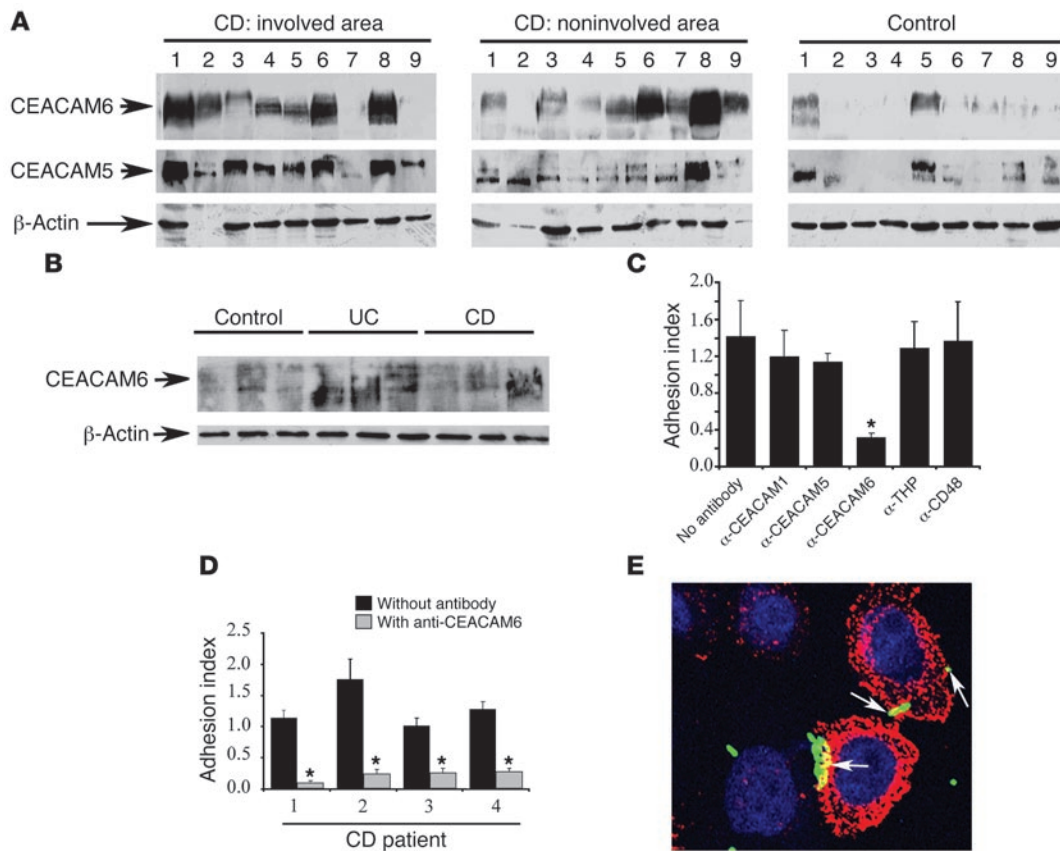 A
CD: involved area
CD: noninvolved area
Control
1 2 3 4 5 6 7 8 9
1 2 3 4 5 6 7 8 9
1 2 3 4 5 6 7 8 9
CEACAM6
CEACAM5
β-Actin
B
Control
UC
CD
CEACAM6
β-Actin
C
Adhesion index
2.0
1.6
1.2
0.8
0.4
0.0
*
No antibody
α-CEACAM1
α-CEACAM5
α-CEACAM6
α-THP
α-CD48
D
Without antibody
With anti-CEACAM6
Adhesion index
2.5
2.0
1.5
1.0
0.5
0.0
* * * *
1 2 3 4
CD patient
E